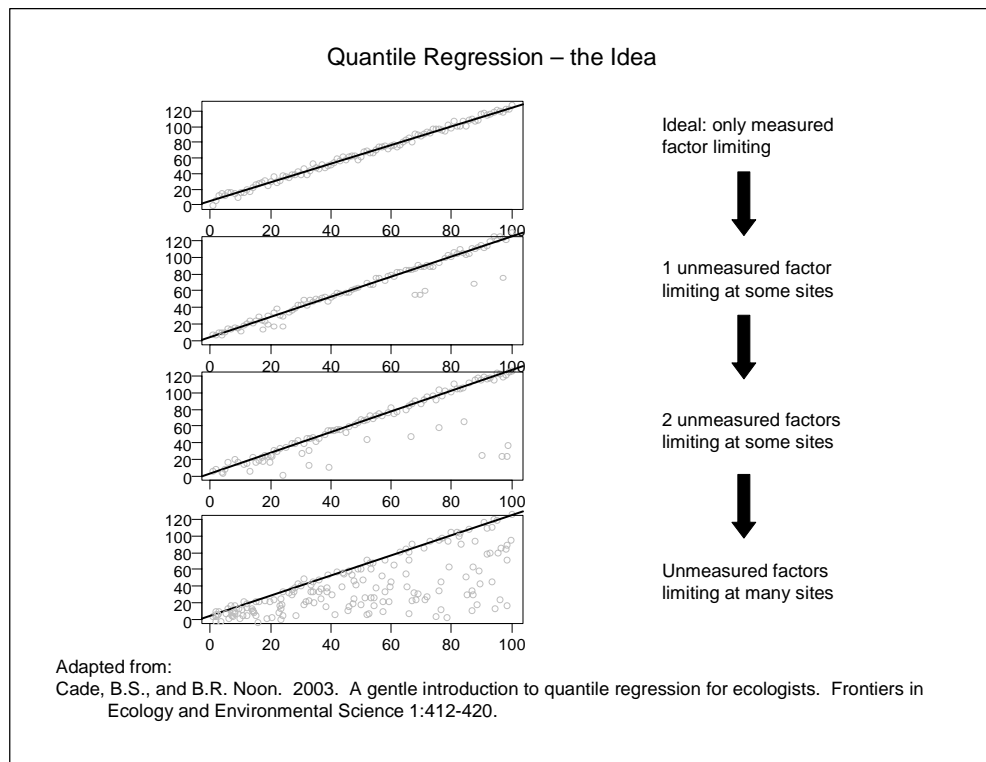 Quantile Regression – the Idea
120
100
80
60
40
20
0
0 20 40 60 80 100
Ideal: only measured
factor limiting
120
100
80
60
40
20
0
0 20 40 60 80 100
1 unmeasured factor
limiting at some sites
120
100
80
60
40
20
0
0 20 40 60 80 100
2 unmeasured factors
limiting at some sites
120
100
80
60
40
20
0
0 20 40 60 80 100
Unmeasured factors
limiting at many sites
Adapted from:
Cade, B.S., and B.R. Noon. 2003. A gentle introduction to quantile regression for ecologists. Frontiers in
Ecology and Environmental Science 1:412-420.